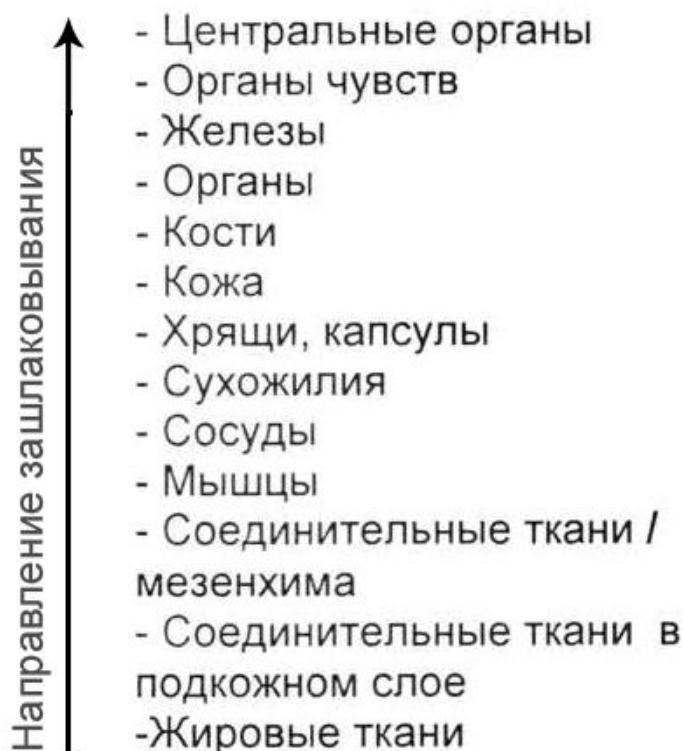 Направление зашлаковывания
- Центральные органы
- Органы чувств
- Железы
- Органы
- Кости
- Кожа
- Хрящи, капсулы
- Сухожилия
- Сосуды
- Мышцы
- Соединительные ткани /
мезенхима
- Соединительные ткани в
подкожном слое
-Жировые ткани